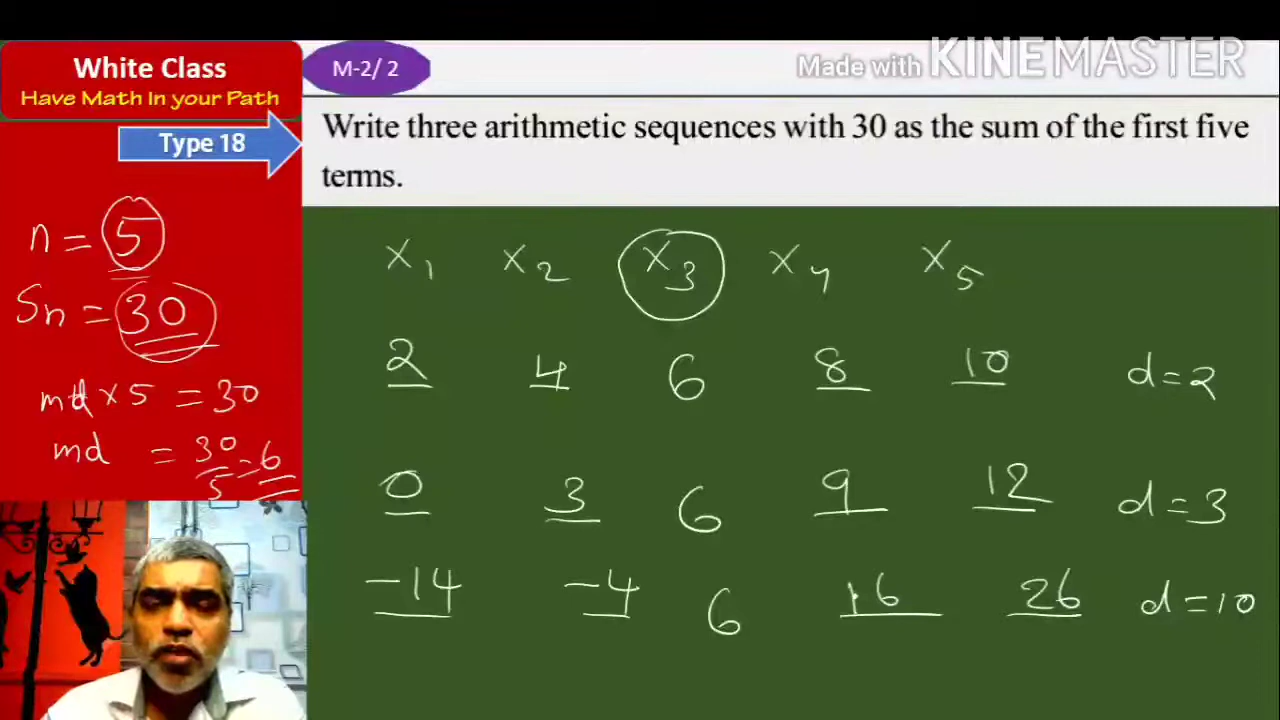 Made with KINEMASTER
White Class
Have Math in your Path
M-2/ 2
Type 18
Write three arithmetic sequences with 30 as the sum of the first five
terms.
n = 5
Sn = 30
md × 5 = 30
md = 30/5 = 6
x1 x2 x3 x4 x5
2 4 6 8 10 d=2
0 3 6 9 12 d=3
-14 -4 6 16 26 d=10